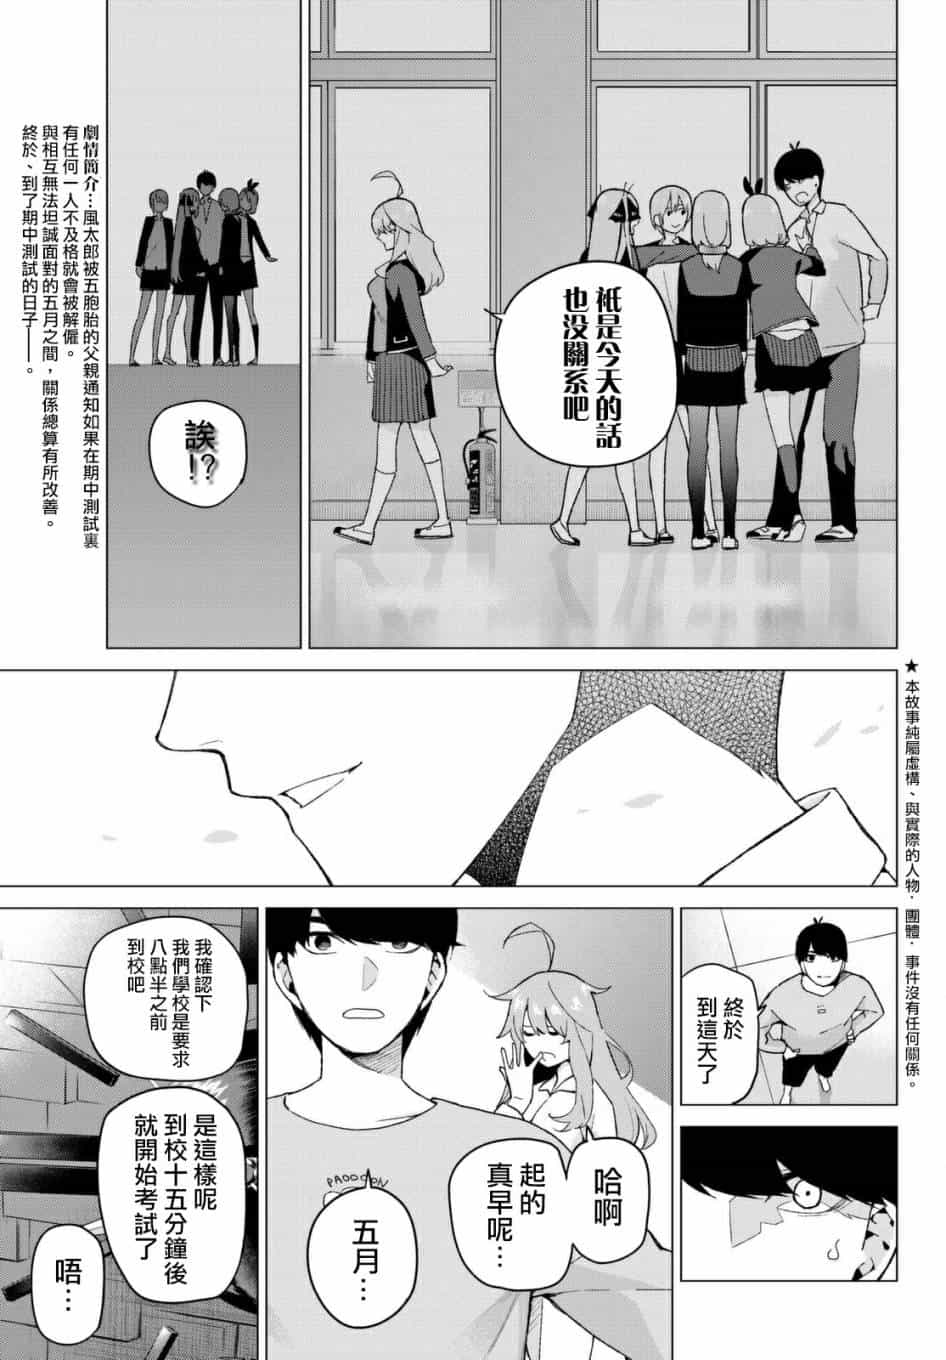 祇是今天的話
也没關系吧
誒
!?
劇情簡介…風太郎被五胞胎的父親通知如果在期中測試裏
有任何一人不及格就會被解僱。
與相互無法坦誠面對的五月之間，關係總算有所改善。
終於、到了期中測試的日子——。
★本故事純屬虛構、與實際的人物．團體．事件沒有任何關係。
終於
到這天了
哈啊
起的
真早呢…
PAOOOON
五月…
我確認下
我們學校是要求
八點半之前
到校吧
是這樣呢
到校十五分鐘後
就開始考試了
唔…